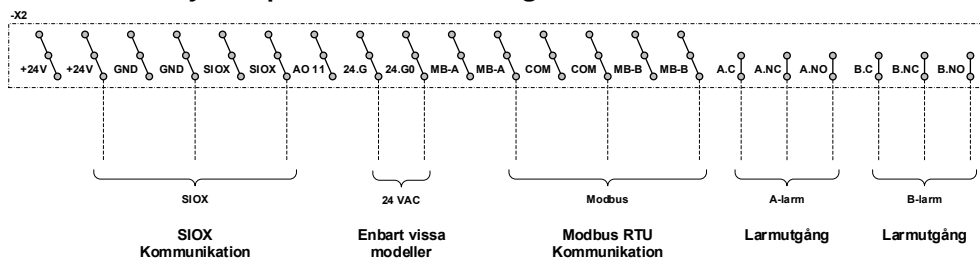 -X2
+24V +24V GND GND SIOX SIOX AO 11 24.G 24.G0 MB-A MB-A COM COM MB-B MB-B A.C A.NC A.NO B.C B.NC B.NO
SIOX 24 VAC Modbus A-larm B-larm
SIOX Enbart vissa Modbus RTU Larmutgång Larmutgång
Kommunikation modeller Kommunikation